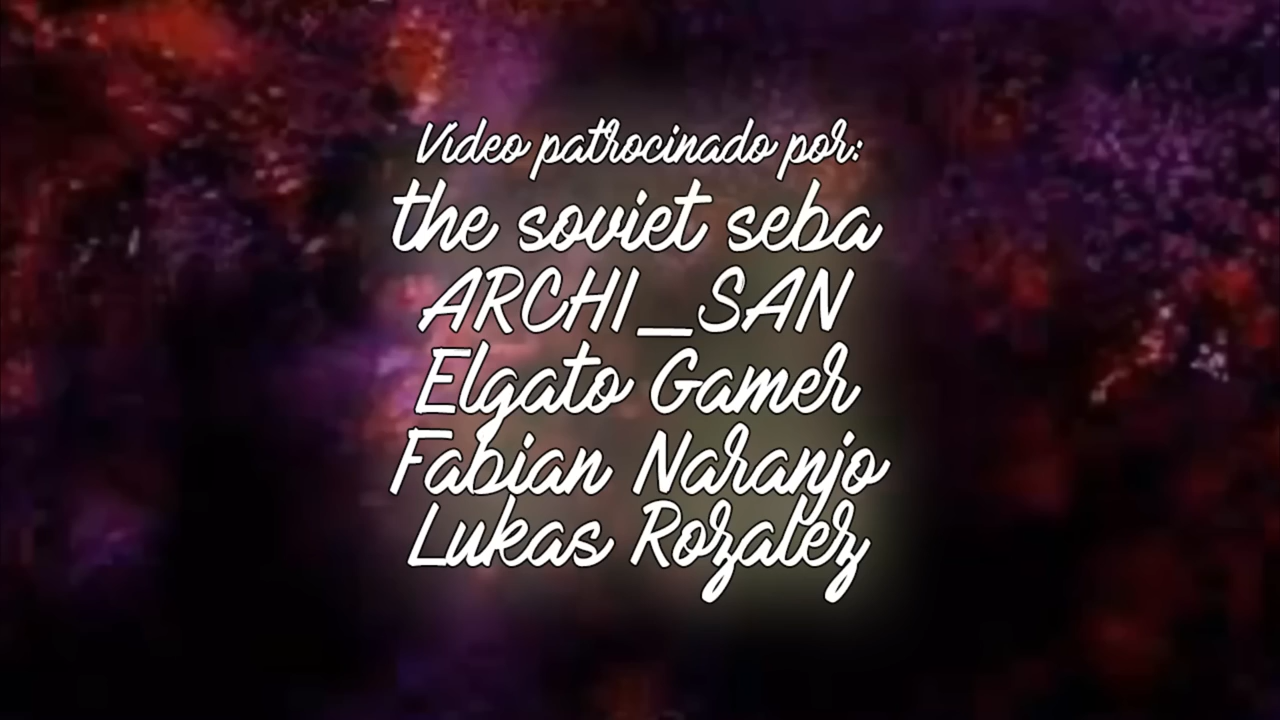 Video patrocinado por:
the soviet seba
ARCHI_SAN
Elgato Gamer
Fabian Naranjo
Lukas Rozalez